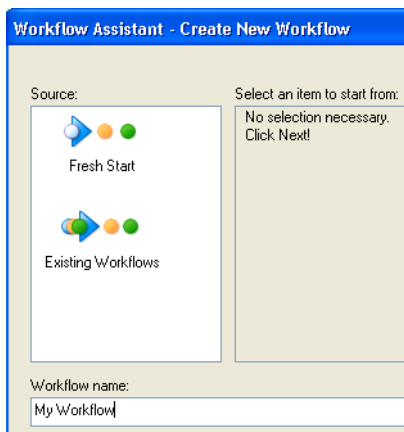 Workflow Assistant - Create New Workflow
Source:
Select an item to start from:
Fresh Start
Existing Workflows
No selection necessary.
Click Next!
Workflow name:
My Workflow